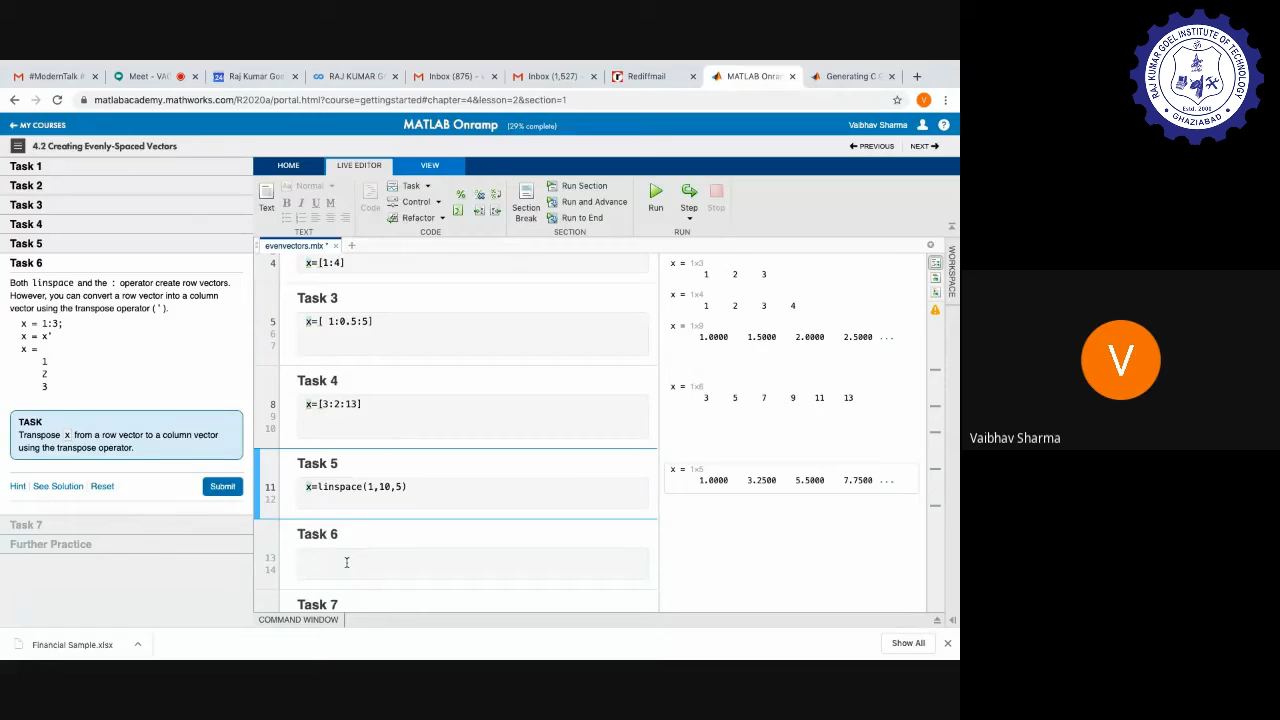 #ModernTalk #
Meet - VAC
Raj Kumar Goe
RAJ KUMAR G
Inbox (875) - v
Inbox (1,527) -
Rediffmail
MATLAB Onram
Generating C C
matlabacademy.mathworks.com/R2020a/portal.html?course=gettingstarted#chapter=4&lesson=2&section=1
V
MY COURSES
MATLAB Onramp (29% complete)
Vaibhav Sharma
4.2 Creating Evenly-Spaced Vectors
PREVIOUS
NEXT
Task 1
Task 2
Task 3
Task 4
Task 5
Task 6
Both linspace and the : operator create row vectors.
However, you can convert a row vector into a column
vector using the transpose operator (').
x = 1:3;
x = x'
x =
1
2
3
TASK
Transpose x from a row vector to a column vector
using the transpose operator.
Hint See Solution Reset Submit
Task 7
Further Practice
HOME LIVE EDITOR VIEW
Text
Normal
B I U M
TEXT
Code
Task
Control
Refactor
CODE
Section
Break
Run Section
Run and Advance
Run to End
SECTION
Run
Step
Stop
RUN
evenvectors.mlx *
WORKSPACE
4 x=[1:4]
Task 3
5 x=[ 1:0.5:5]
6
7
Task 4
8 x=[3:2:13]
9
10
Task 5
11 x=linspace(1,10,5)
12
Task 6
13
14
Task 7
x = 1x3
1 2 3
x = 1x4
1 2 3 4
x = 1x9
1.0000 1.5000 2.0000 2.5000 ...
x = 1x6
3 5 7 9 11 13
x = 1x5
1.0000 3.2500 5.5000 7.7500 ...
COMMAND WINDOW
Financial Sample.xlsx
Show All
RAJ KUMAR GOEL INSTITUTE OF TECHNOLOGY
Estd. 2000
GHAZIABAD
V
Vaibhav Sharma